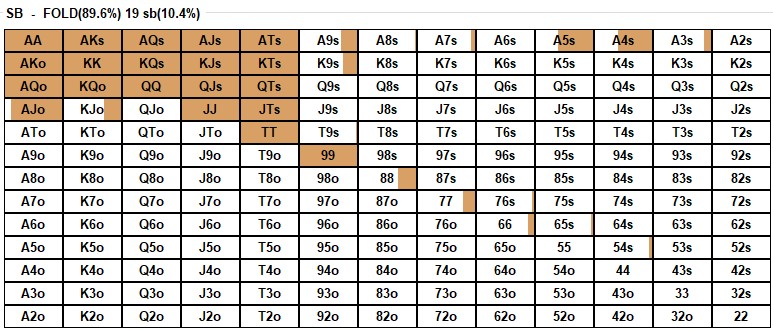 SB - FOLD(89.6%) 19 sb(10.4%)
AA AKs AQs AJs ATs A9s A8s A7s A6s A5s A4s A3s A2s
AKo KK KQs KJs KTs K9s K8s K7s K6s K5s K4s K3s K2s
AQo KQo QQ QJs QTs Q9s Q8s Q7s Q6s Q5s Q4s Q3s Q2s
AJo KJo QJo JJ JTs J9s J8s J7s J6s J5s J4s J3s J2s
ATo KTo QTo JTo TT T9s T8s T7s T6s T5s T4s T3s T2s
A9o K9o Q9o J9o T9o 99 98s 97s 96s 95s 94s 93s 92s
A8o K8o Q8o J8o T8o 98o 88 87s 86s 85s 84s 83s 82s
A7o K7o Q7o J7o T7o 97o 87o 77 76s 75s 74s 73s 72s
A6o K6o Q6o J6o T6o 96o 86o 76o 66 65s 64s 63s 62s
A5o K5o Q5o J5o T5o 95o 85o 75o 65o 55 54s 53s 52s
A4o K4o Q4o J4o T4o 94o 84o 74o 64o 54o 44 43s 42s
A3o K3o Q3o J3o T3o 93o 83o 73o 63o 53o 43o 33 32s
A2o K2o Q2o J2o T2o 92o 82o 72o 62o 52o 42o 32o 22